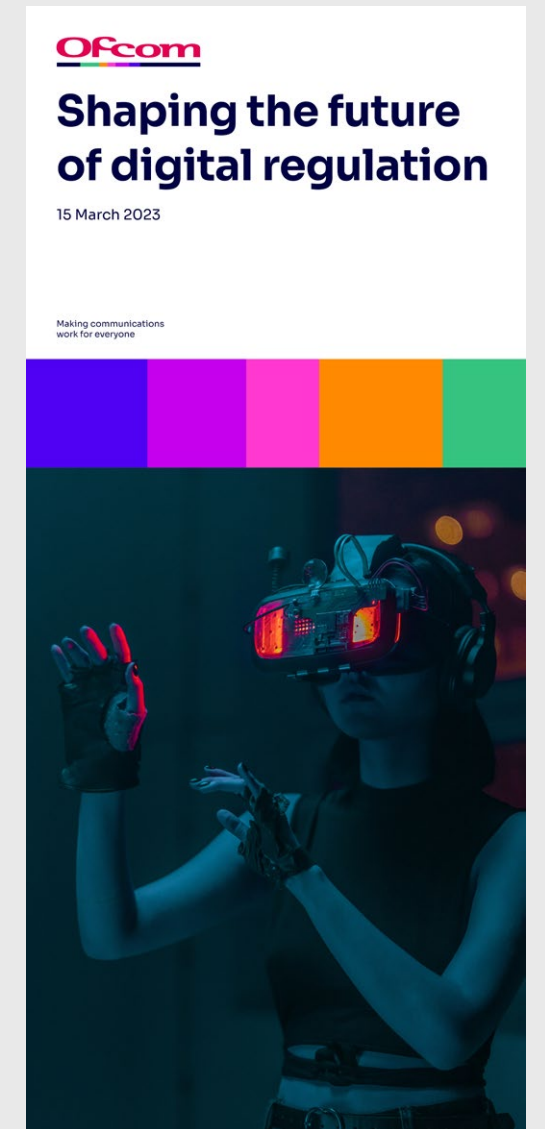 Ofcom
Shaping the future
of digital regulation
15 March 2023
Making communications
work for everyone